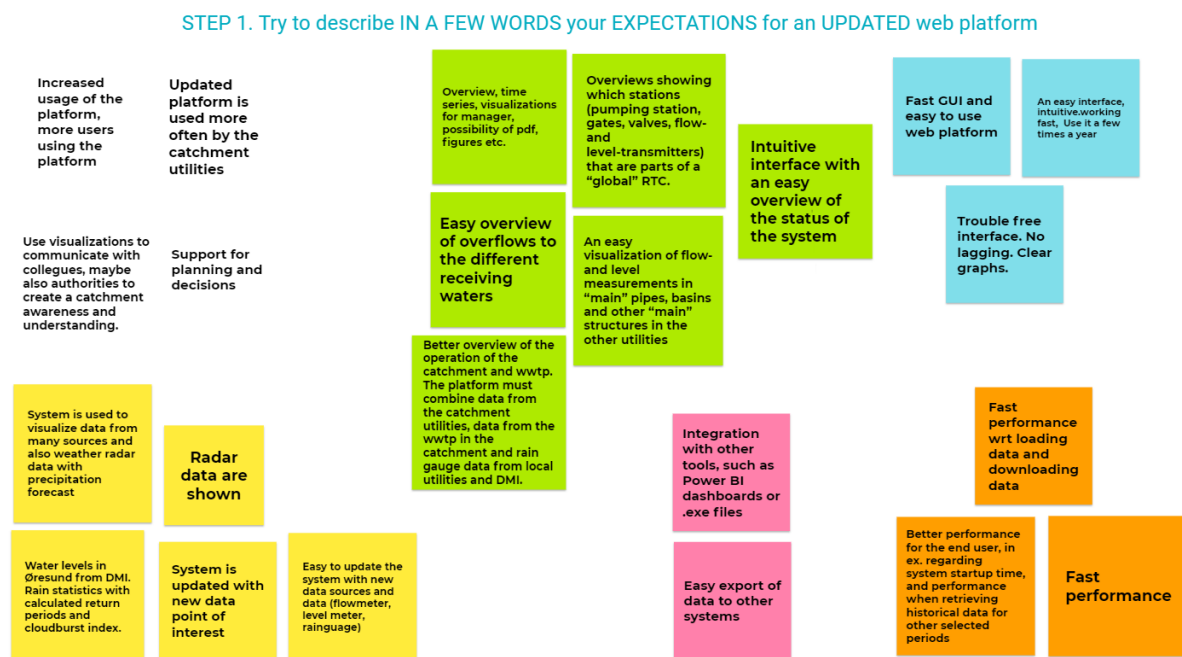 STEP 1. Try to describe IN A FEW WORDS your EXPECTATIONS for an UPDATED web platform
Increased
usage of the
platform,
more users
using the
platform
Updated
platform is
used more
often by the
catchment
utilities
Use visualizations to
communicate with
collegues, maybe
also authorities to
create a catchment
awareness and
understanding.
Support for
planning and
decisions
Overview, time
series, visualizations
for manager,
possibility of pdf,
figures etc.
Overviews showing
which stations
(pumping station,
gates, valves, flow-
and
level-transmitters)
that are parts of a
“global” RTC.
Intuitive
interface with
an easy
overview of
the status of
the system
Easy overview
of overflows to
the different
receiving
waters
An easy
visualization of flow-
and level
measurements in
“main” pipes, basins
and other “main”
structures in the
other utilities
Better overview of the
operation of the
catchment and wwtp.
The platform must
combine data from
the catchment
utilities, data from the
wwtp in the
catchment and rain
gauge data from local
utilities and DMI.
Fast GUI and
easy to use
web platform
An easy interface,
intuitive.working
fast, Use it a few
times a year
Trouble free
interface. No
lagging. Clear
graphs.
System is used to
visualize data from
many sources and
also weather radar
data with
precipitation
forecast
Radar
data are
shown
Water levels in
Øresund from DMI.
Rain statistics with
calculated return
periods and
cloudburst index.
System is
updated with
new data
point of
interest
Easy to update the
system with new
data sources and
data (flowmeter,
level meter,
rainguage)
Integration
with other
tools, such as
Power BI
dashboards or
.exe files
Easy export of
data to other
systems
Fast
performance
wrt loading
data and
downloading
data
Better performance
for the end user, in
ex. regarding
system startup time,
and performance
when retrieving
historical data for
other selected
periods
Fast
performance